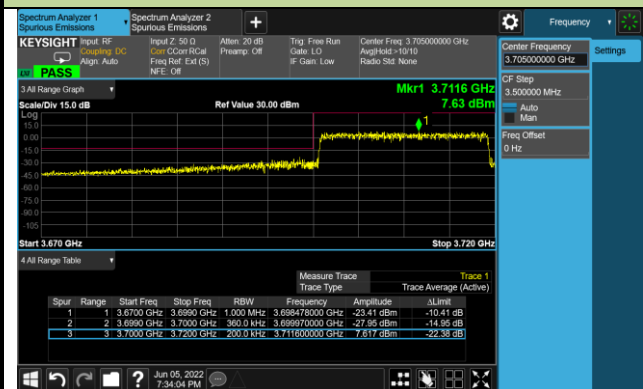 Spectrum Analyzer 1
Spurious Emissions
Spectrum Analyzer 2
Spurious Emissions
+
Frequency
KEYSIGHT
Input: RF
Coupling: DC
Align: Auto
Input Z: 50 Ω
Corr CCorr RCal
Freq Ref: Ext (S)
NFE: Off
Atten: 20 dB
Preamp: Off
Trig: Free Run
Gate: LO
IF Gain: Low
Center Freq: 3.705000000 GHz
Avg|Hold:>10/10
Radio Std: None
PASS
Center Frequency
3.705000000 GHz
Settings
CF Step
3.500000 MHz
Auto
Man
Freq Offset
0 Hz
3 All Range Graph
Mkr1 3.7116 GHz
7.63 dBm
Scale/Div 15.0 dB
Ref Value 30.00 dBm
Log
15.0
0.00
-15.0
-30.0
-45.0
-60.0
-75.0
-90.0
-105
1
Start 3.670 GHz
Stop 3.720 GHz
4 All Range Table
Measure Trace Trace 1
Trace Type Trace Average (Active)
Spur Range Start Freq Stop Freq RBW Frequency Amplitude ΔLimit
1 1 3.6700 GHz 3.6990 GHz 1.000 MHz 3.698478000 GHz -23.41 dBm -10.41 dB
2 2 3.6990 GHz 3.7000 GHz 360.0 kHz 3.699970000 GHz -27.95 dBm -14.95 dB
3 3 3.7000 GHz 3.7200 GHz 200.0 kHz 3.711600000 GHz 7.617 dBm -22.38 dB
?
Jun 05, 2022
7:34:04 PM